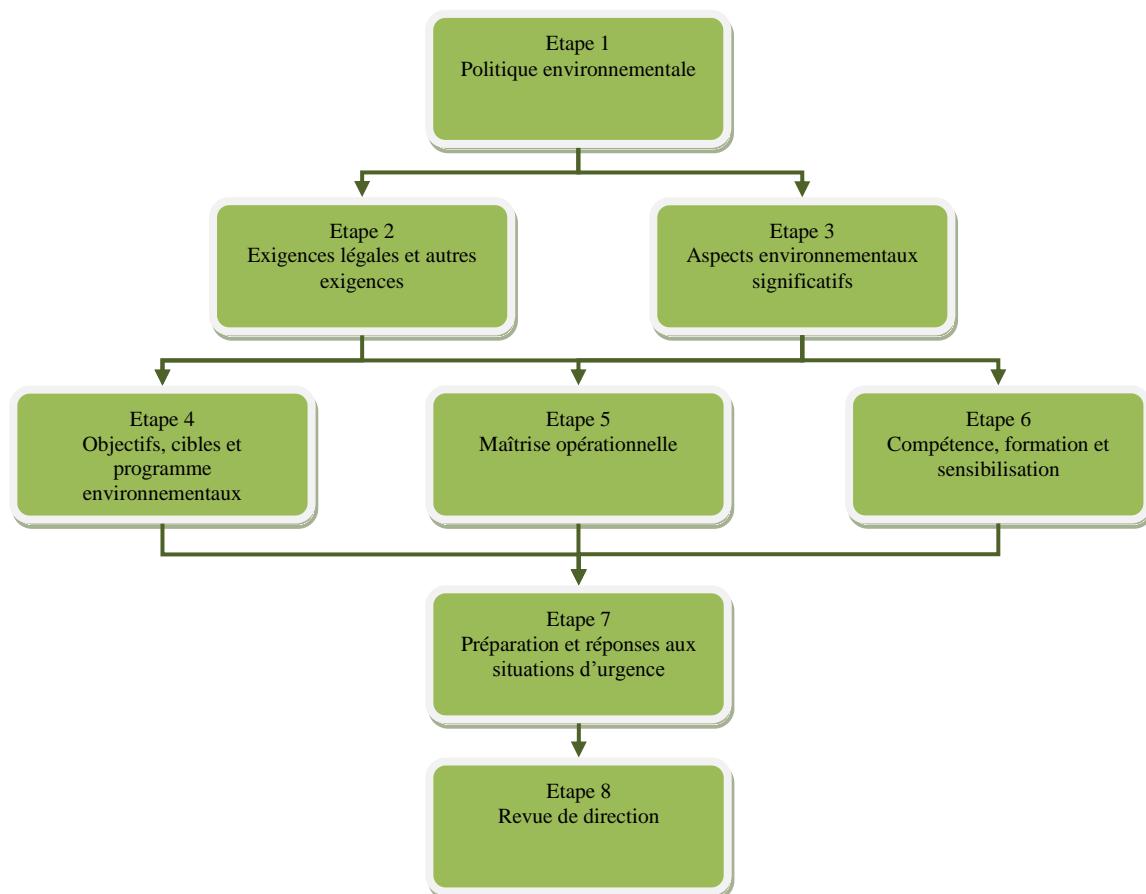 Etape 1
Politique environnementale
Etape 2
Exigences légales et autres
exigences
Etape 3
Aspects environnementaux
significatifs
Etape 4
Objectifs, cibles et
programme
environnementaux
Etape 5
Maîtrise opérationnelle
Etape 6
Compétence, formation et
sensibilisation
Etape 7
Préparation et réponses aux
situations d’urgence
Etape 8
Revue de direction